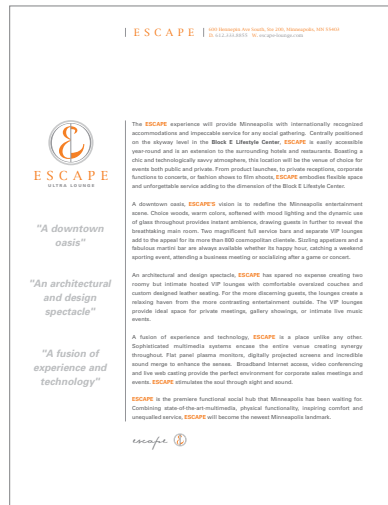 ESCAPE
600 Hennepin Ave South, Ste 200, Minneapolis, MN 55403
W. escape-lounge.com
ESCAPE
ULTRA LOUNGE
"A downtown
oasis"
"An architectural
and design
spectacle"
"A fusion of
experience and
technology"
The ESCAPE experience will provide Minneapolis with internationally recognized
accommodations and impeccable service for any social gathering. Centrally positioned
on the skyway level in the Block E Lifestyle Center, ESCAPE is easily accessible
year-round and is an extension to the surrounding hotels and restaurants. Boasting a
chic and technologically savvy atmosphere, this location will be the venue of choice for
events both public and private. From product launches, to private receptions, corporate
functions to concerts, or fashion shows to film shoots, ESCAPE embodies flexible space
and unforgettable service adding to the dimension of the Block E Lifestyle Center.
A downtown oasis, ESCAPE'S vision is to redefine the Minneapolis entertainment
scene. Choice woods, warm colors, softened with mood lighting and the dynamic use
of glass throughout provides instant ambience, drawing guests in further to reveal the
breathtaking main room. Two magnificent full service bars and separate VIP lounges
add to the appeal for its more than 800 cosmopolitan clientele. Sizzling appetizers and a
fabulous martini bar are always available whether its happy hour, catching a weekend
sporting event, attending a business meeting or socializing after a game or concert.
An architectural and design spectacle, ESCAPE has spared no expense creating two
roomy but intimate hosted VIP lounges with comfortable oversized couches and
custom designed leather seating. For the more discerning guests, the lounges create a
relaxing haven from the more contrasting entertainment outside. The VIP lounges
provide ideal space for private meetings, gallery showings, or intimate live music
events.
A fusion of experience and technology, ESCAPE is a place unlike any other.
Sophisticated multimedia systems encase the entire venue creating synergy
throughout. Flat panel plasma monitors, digitally projected screens and incredible
sound merge to enhance the senses. Broadband Internet access, video conferencing
and live web casting provide the perfect environment for corporate sales meetings and
events. ESCAPE stimulates the soul through sight and sound.
ESCAPE is the premiere functional social hub that Minneapolis has been waiting for.
Combining state-of-the-art-multimedia, physical functionality, inspiring comfort and
unequalled service, ESCAPE will become the newest Minneapolis landmark.
escape